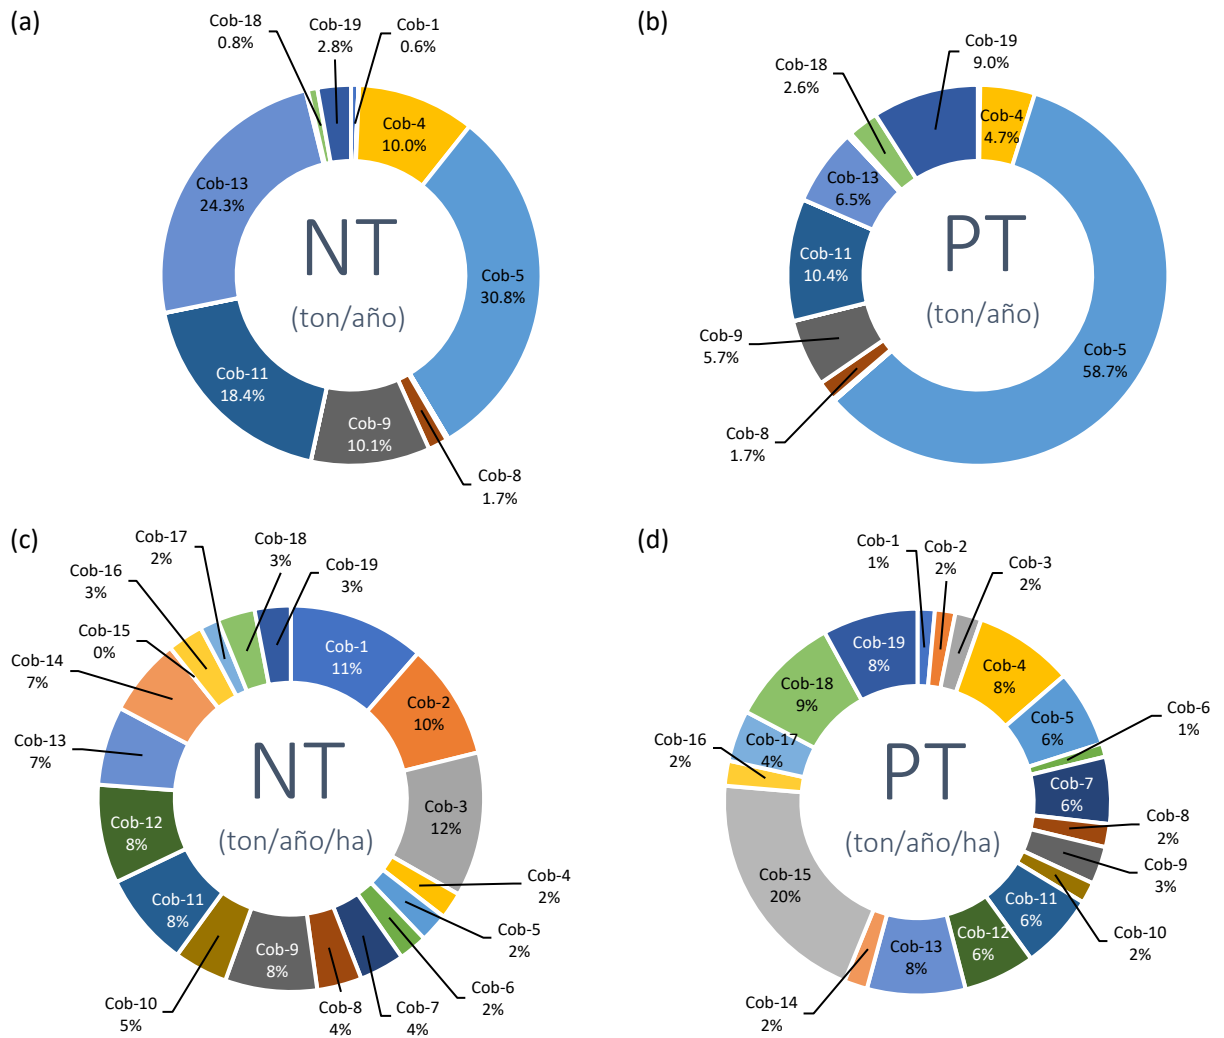 (a)
Cob-18
0.8%
Cob-19
2.8%
Cob-1
0.6%
Cob-4
10.0%
Cob-5
30.8%
Cob-8
1.7%
Cob-9
10.1%
Cob-11
18.4%
Cob-13
24.3%
NT
(ton/año)
(b)
Cob-19
9.0%
Cob-18
2.6%
Cob-4
4.7%
Cob-13
6.5%
Cob-11
10.4%
Cob-9
5.7%
Cob-8
1.7%
Cob-5
58.7%
PT
(ton/año)
(c)
Cob-17
2%
Cob-18
3%
Cob-19
3%
Cob-16
3%
Cob-15
0%
Cob-14
7%
Cob-13
7%
Cob-12
8%
Cob-11
8%
Cob-10
5%
Cob-9
8%
Cob-8
4%
Cob-7
4%
Cob-6
2%
Cob-5
2%
Cob-4
2%
Cob-3
12%
Cob-2
10%
Cob-1
11%
NT
(ton/año/ha)
(d)
Cob-1
1%
Cob-2
2%
Cob-3
2%
Cob-4
8%
Cob-5
6%
Cob-6
1%
Cob-7
6%
Cob-8
2%
Cob-9
3%
Cob-10
2%
Cob-11
6%
Cob-12
6%
Cob-13
8%
Cob-14
2%
Cob-15
20%
Cob-16
2%
Cob-17
4%
Cob-18
9%
Cob-19
8%
PT
(ton/año/ha)